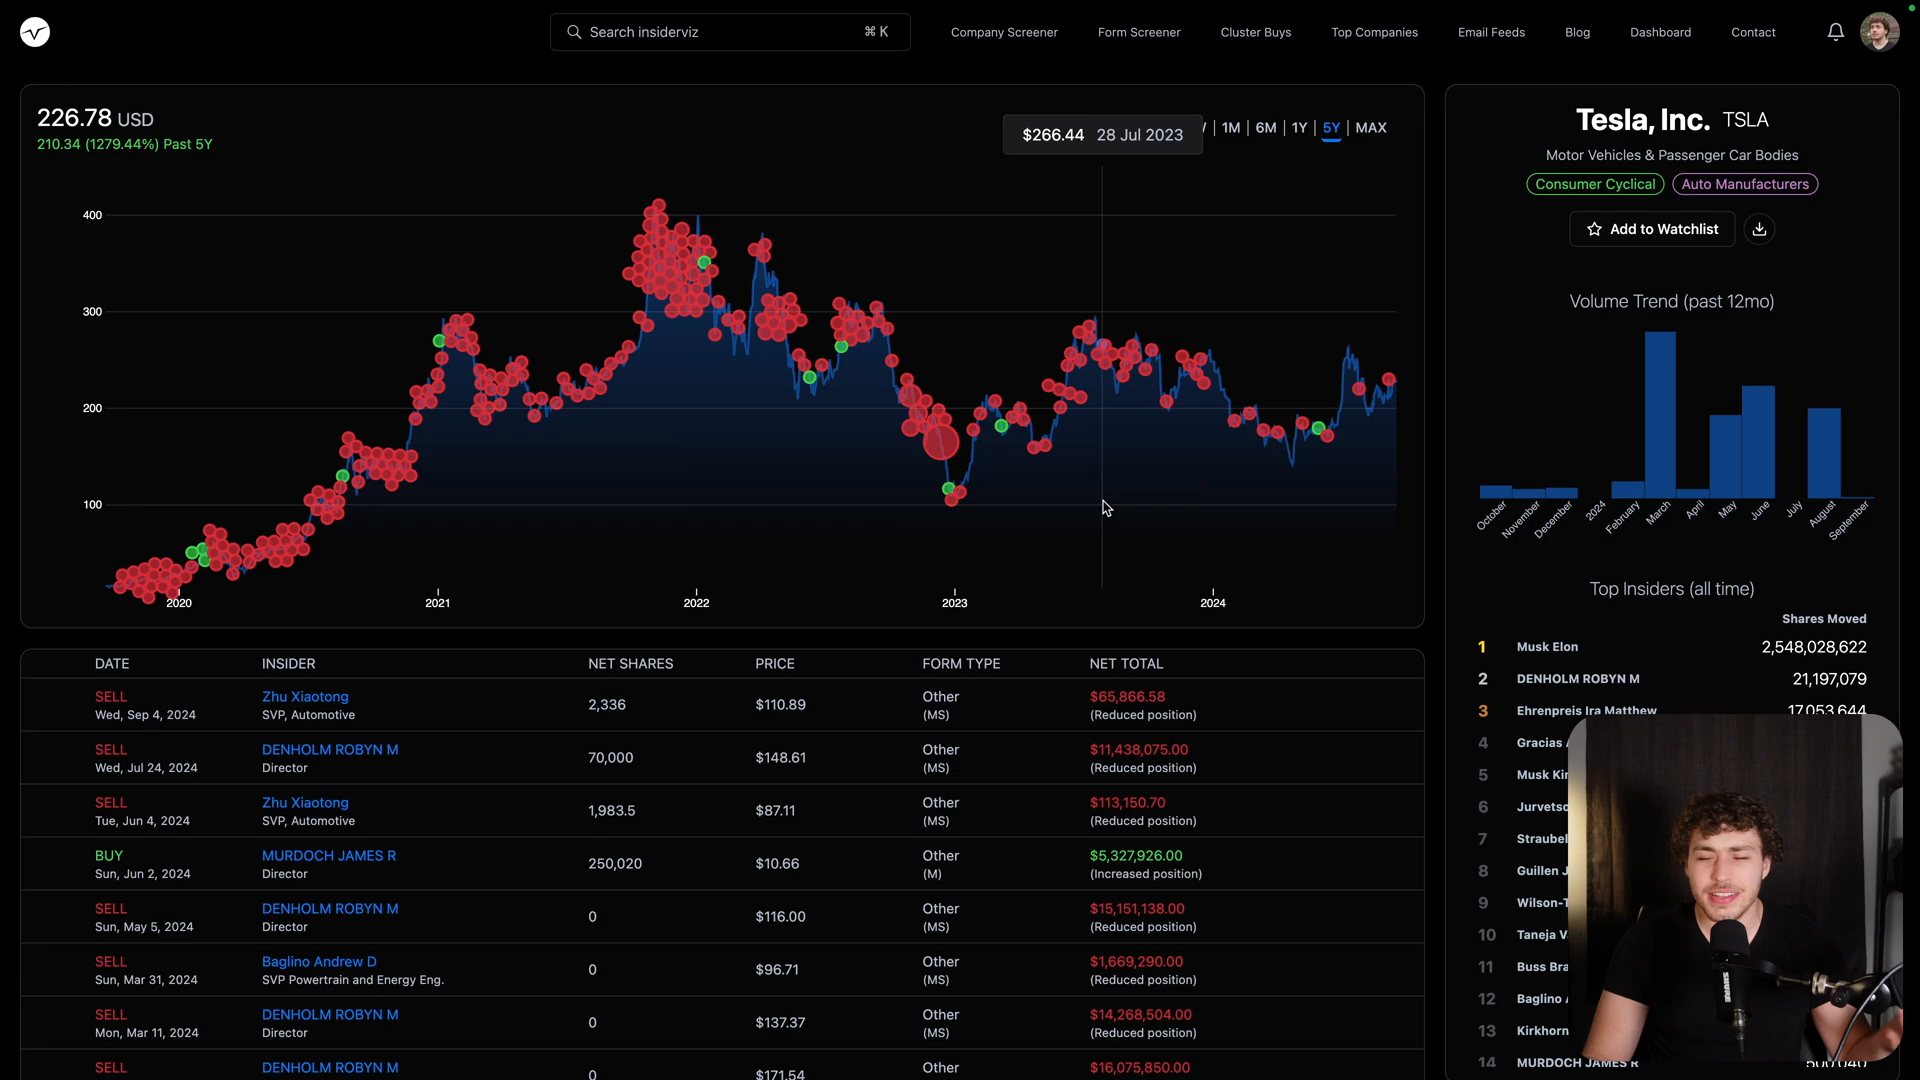 Search insiderviz ⌘ K
Company Screener
Form Screener
Cluster Buys
Top Companies
Email Feeds
Blog
Dashboard
Contact
226.78 USD
210.34 (1279.44%) Past 5Y
$266.44 28 Jul 2023
1M | 6M | 1Y | 5Y | MAX
400
300
200
100
2020
2021
2022
2023
2024
Tesla, Inc. TSLA
Motor Vehicles & Passenger Car Bodies
Consumer Cyclical
Auto Manufacturers
Add to Watchlist
Volume Trend (past 12mo)
October
November
December
2024
February
March
April
May
June
July
August
September
Top Insiders (all time)
Shares Moved
1 Musk Elon 2,548,028,622
2 DENHOLM ROBYN M 21,197,079
3 Ehrenpreis Ira Matthew 17,053,644
4 Gracias
5 Musk Kin
6 Jurvetso
7 Straubel
8 Guillen J
9 Wilson-T
10 Taneja V
11 Buss Bra
12 Baglino
13 Kirkhorn
14 MURDOCH JAMES R 500,040
DATE INSIDER NET SHARES PRICE FORM TYPE NET TOTAL
SELL Zhu Xiaotong 2,336 $110.89 Other $65,866.58
Wed, Sep 4, 2024 SVP, Automotive (MS) (Reduced position)
SELL DENHOLM ROBYN M 70,000 $148.61 Other $11,438,075.00
Wed, Jul 24, 2024 Director (MS) (Reduced position)
SELL Zhu Xiaotong 1,983.5 $87.11 Other $113,150.70
Tue, Jun 4, 2024 SVP, Automotive (MS) (Reduced position)
BUY MURDOCH JAMES R 250,020 $10.66 Other $5,327,926.00
Sun, Jun 2, 2024 Director (M) (Increased position)
SELL DENHOLM ROBYN M 0 $116.00 Other $15,151,138.00
Sun, May 5, 2024 Director (MS) (Reduced position)
SELL Baglino Andrew D 0 $96.71 Other $1,669,290.00
Sun, Mar 31, 2024 SVP Powertrain and Energy Eng. (MS) (Reduced position)
SELL DENHOLM ROBYN M 0 $137.37 Other $14,268,504.00
Mon, Mar 11, 2024 Director (MS) (Reduced position)
SELL DENHOLM ROBYN M 0 $171.54 Other $16,075,850.00
SHURE